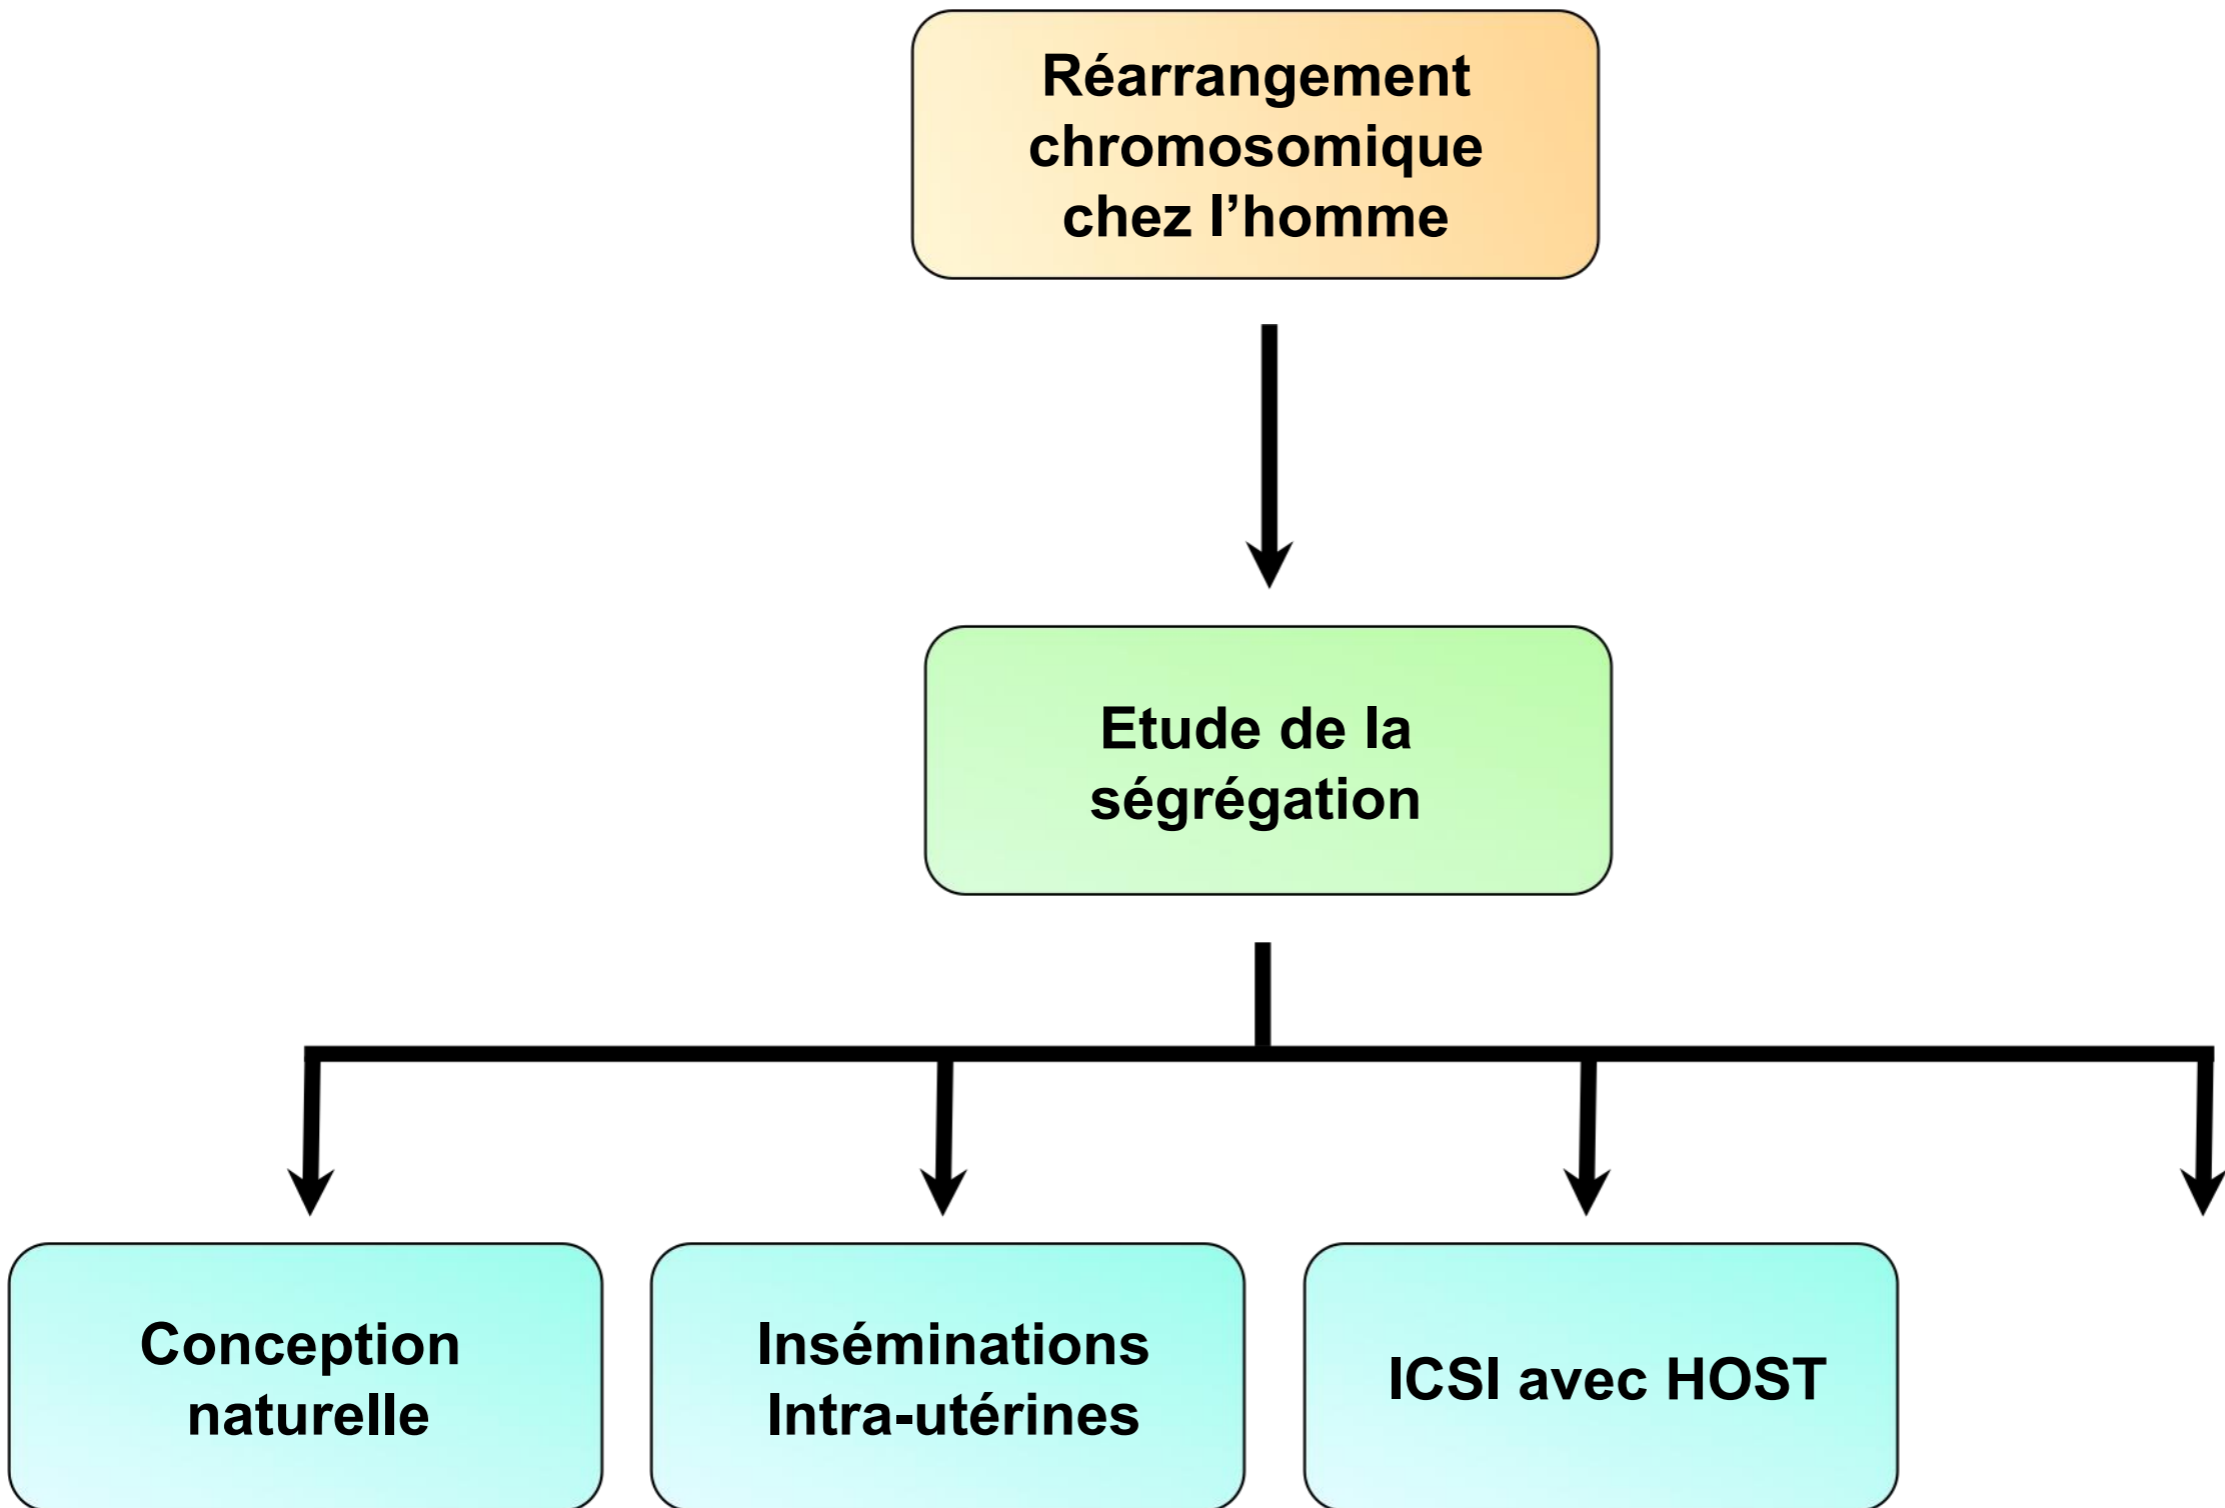 Réarrangement
chromosomique
chez l’homme
Etude de la
ségrégation
Conception
naturelle
Inséminations
Intra-utérines
ICSI avec HOST